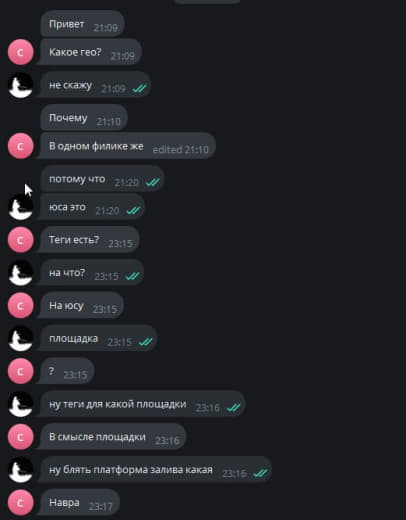 Привет 21:09
С Какое гео? 21:09
не скажу 21:09
Почему 21:10
С В одном филике же edited 21:10
потому что 21:20
юса это 21:20
С Теги есть? 23:15
на что? 23:15
С На юсу 23:15
площадка 23:15
С ? 23:15
ну теги для какой площадки 23:16
С В смысле площадки 23:16
ну блять платформа залива какая 23:16
С Навра 23:17